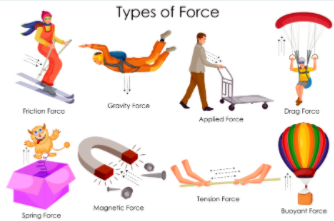 Types of Force
Friction Force
Gravity Force
Applied Force
Drag Force
Spring Force
Magnetic Force
Tension Force
Buoyant Force